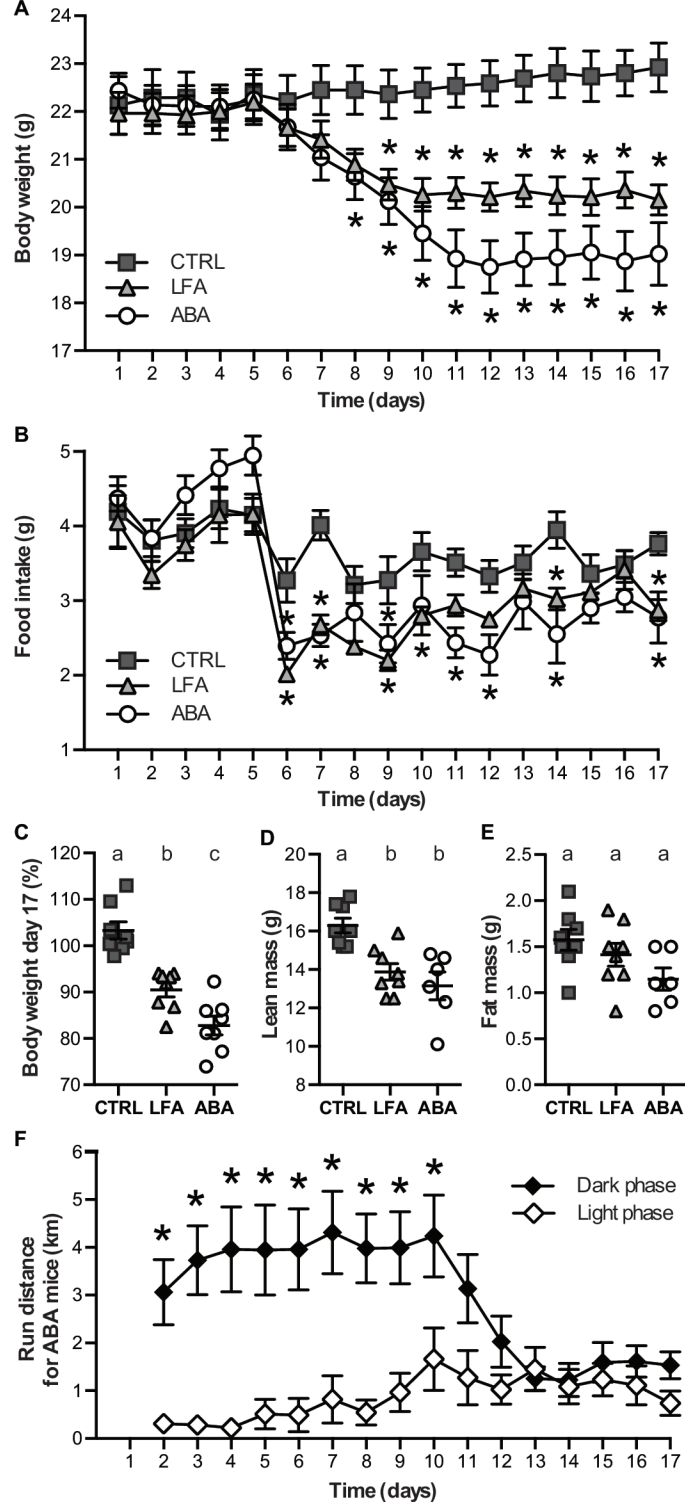 A
23
24
22
21
20
19
18
17
Body weight (g)
CTRL
LFA
ABA
* * * * * * * * *
* * * * * * * * * *
1 2 3 4 5 6 7 8 9 10 11 12 13 14 15 16 17
Time (days)
B
5
4
3
2
1
Food intake (g)
CTRL
LFA
ABA
* * * * *
* * * * * * * *
1 2 3 4 5 6 7 8 9 10 11 12 13 14 15 16 17
Time (days)
C
Body weight day 17 (%)
120
110
100
90
80
70
a b c
CTRL LFA ABA
D
Lean mass (g)
20
18
16
14
12
10
8
a b b
CTRL LFA ABA
E
Fat mass (g)
2.5
2.0
1.5
1.0
0.5
0.0
a a a
CTRL LFA ABA
F
Run distance
for ABA mice (km)
6
5
4
3
2
1
0
* * * * * * * * *
Dark phase
Light phase
1 2 3 4 5 6 7 8 9 10 11 12 13 14 15 16 17
Time (days)